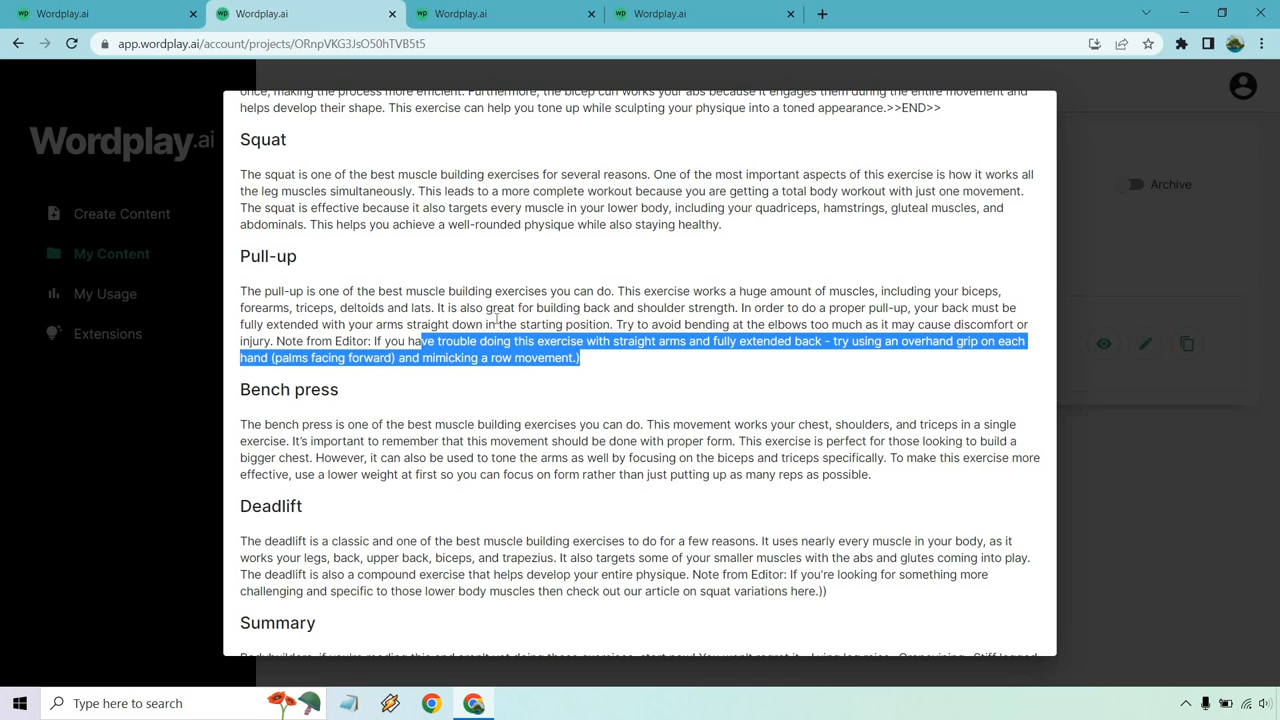 Wordplay.ai
Wordplay.ai
Wordplay.ai
Wordplay.ai
app.wordplay.ai/account/projects/ORnpVKG3JsO50hTVB5t5
Wordplay.ai
Create Content
My Content
My Usage
Extensions
Archive
once, making the process more efficient. Furthermore, the bicep curl works your abs because it engages them during the entire movement and
helps develop their shape. This exercise can help you tone up while sculpting your physique into a toned appearance.>>END>>
Squat
The squat is one of the best muscle building exercises for several reasons. One of the most important aspects of this exercise is how it works all
the leg muscles simultaneously. This leads to a more complete workout because you are getting a total body workout with just one movement.
The squat is effective because it also targets every muscle in your lower body, including your quadriceps, hamstrings, gluteal muscles, and
abdominals. This helps you achieve a well-rounded physique while also staying healthy.
Pull-up
The pull-up is one of the best muscle building exercises you can do. This exercise works a huge amount of muscles, including your biceps,
forearms, triceps, deltoids and lats. It is also great for building back and shoulder strength. In order to do a proper pull-up, your back must be
fully extended with your arms straight down in the starting position. Try to avoid bending at the elbows too much as it may cause discomfort or
injury. Note from Editor: If you have trouble doing this exercise with straight arms and fully extended back - try using an overhand grip on each
hand (palms facing forward) and mimicking a row movement.)
Bench press
The bench press is one of the best muscle building exercises you can do. This movement works your chest, shoulders, and triceps in a single
exercise. It's important to remember that this movement should be done with proper form. This exercise is perfect for those looking to build a
bigger chest. However, it can also be used to tone the arms as well by focusing on the biceps and triceps specifically. To make this exercise more
effective, use a lower weight at first so you can focus on form rather than just putting up as many reps as possible.
Deadlift
The deadlift is a classic and one of the best muscle building exercises to do for a few reasons. It uses nearly every muscle in your body, as it
works your legs, back, upper back, biceps, and trapezius. It also targets some of your smaller muscles with the abs and glutes coming into play.
The deadlift is also a compound exercise that helps develop your entire physique. Note from Editor: If you're looking for something more
challenging and specific to those lower body muscles then check out our article on squat variations here.))
Summary
Type here to search